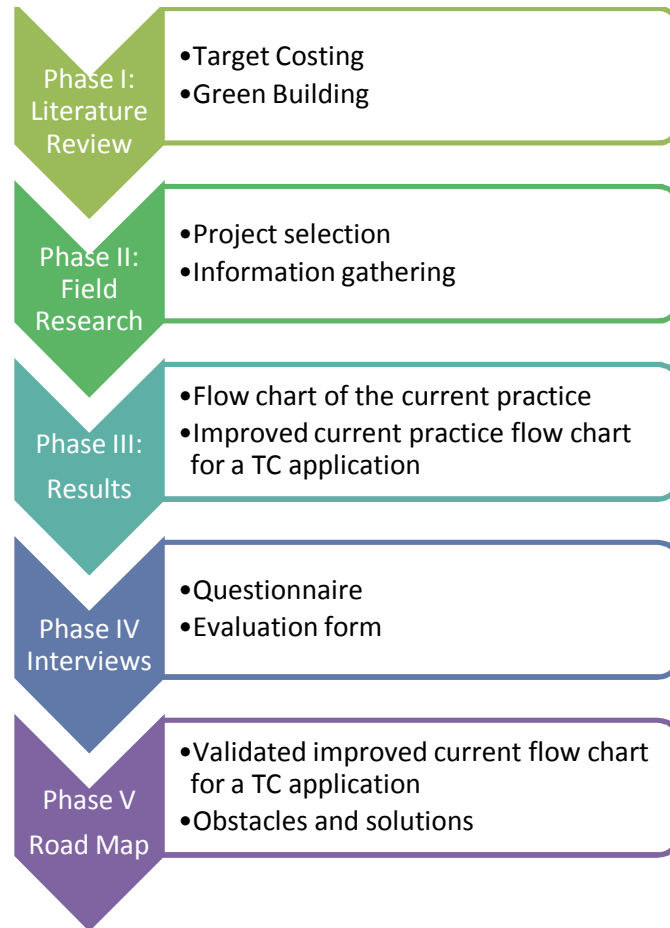 Phase I:
Literature
Review
•Target Costing
•Green Building
Phase II:
Field
Research
•Project selection
•Information gathering
Phase III:
Results
•Flow chart of the current practice
•Improved current practice flow chart
for a TC application
Phase IV
Interviews
•Questionnaire
•Evaluation form
Phase V
Road Map
•Validated improved current flow chart
for a TC application
•Obstacles and solutions